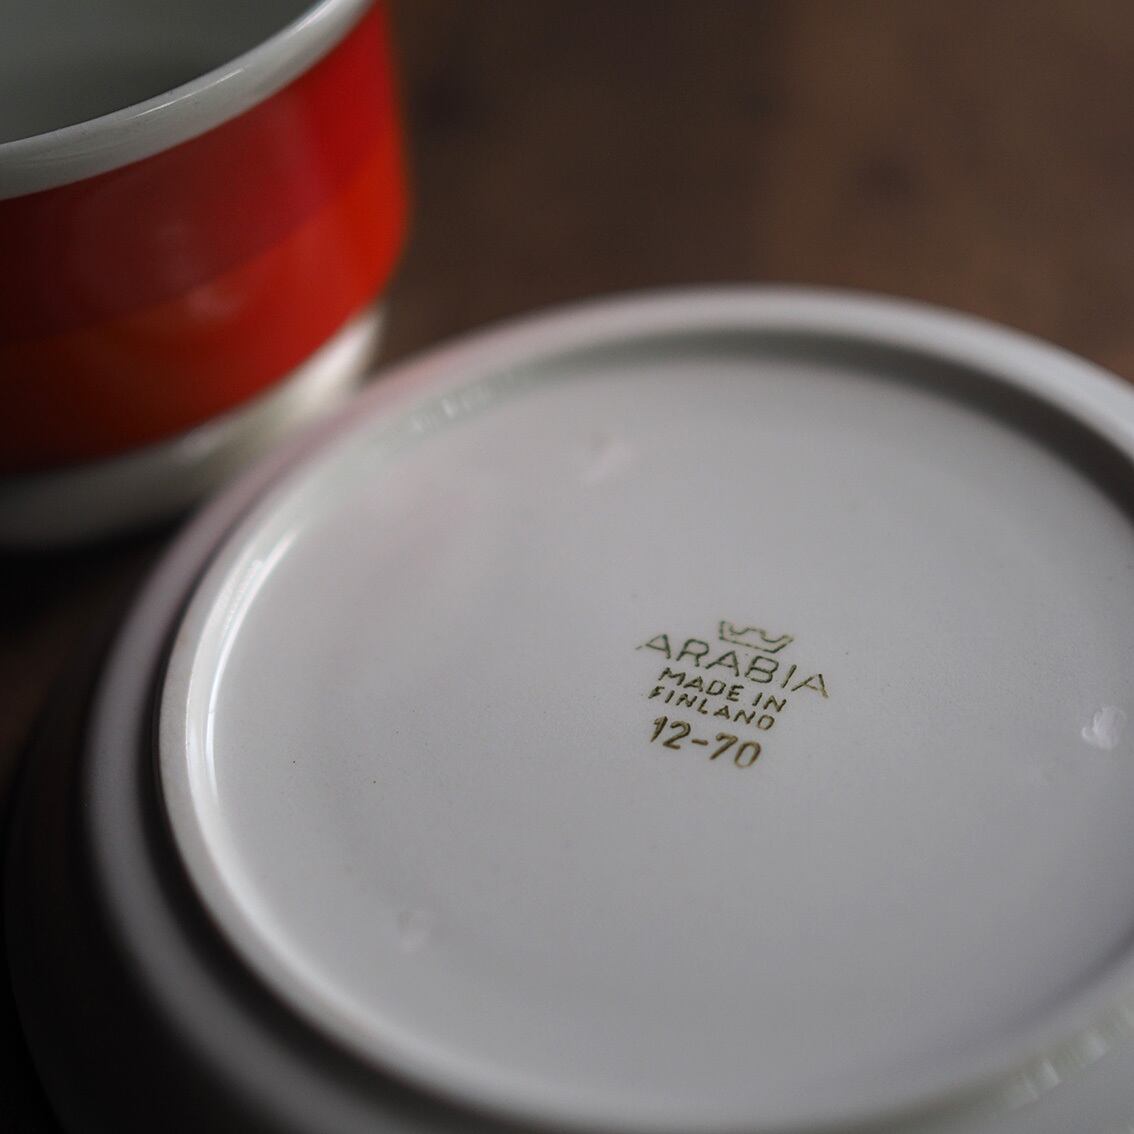 ARABIA
MADE IN
FINLAND
12-70